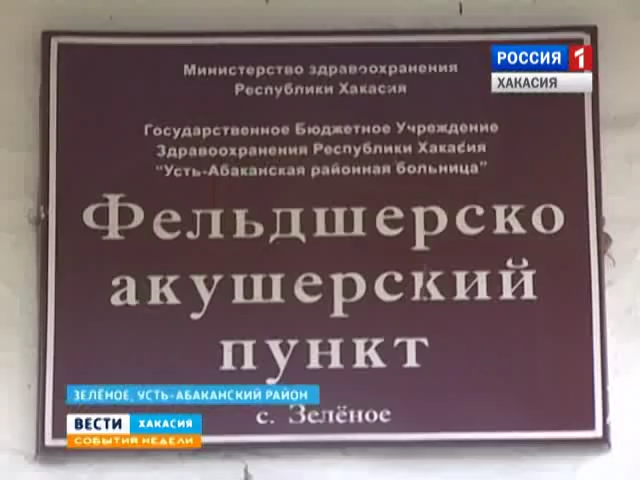 Министерство здравоохранения
Республики Хакасия
РОССИЯ 1
ХАКАСИЯ
Государственное Бюджетное Учреждение
Здравоохранения Республики Хакасия
"Усть-Абаканская районная больница"
Фельдшерско
акушерский
пункт
с. Зелёное
ЗЕЛЁНОЕ, УСТЬ-АБАКАНСКИЙ РАЙОН
ВЕСТИ ХАКАСИЯ
СОБЫТИЯ НЕДЕЛИ